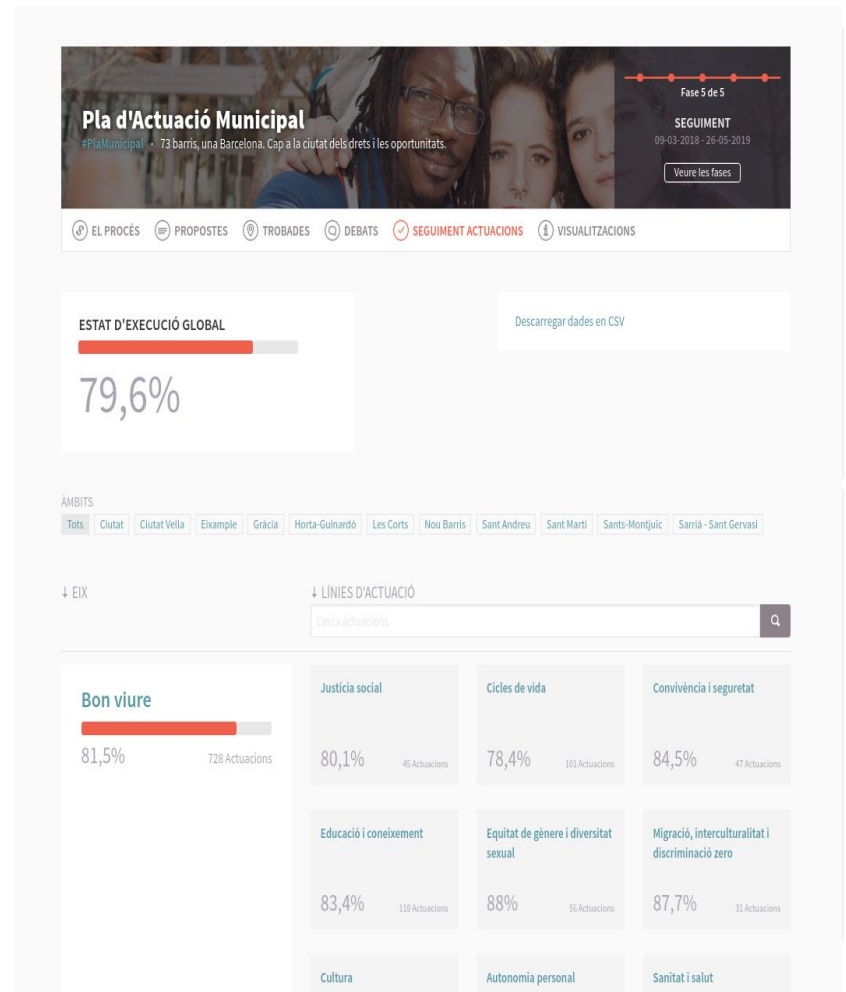 Pla d'Actuació Municipal
#PlaMunicipal • 73 barris, una Barcelona. Cap a la ciutat dels drets i les oportunitats.
Fase 5 de 5
SEGUIMENT
09-03-2018 - 26-05-2019
Veure les fases
EL PROCÉS PROPOSTES TROBADES DEBATS SEGUIMENT ACTUACIONS VISUALITZACIONS
ESTAT D'EXECUCIÓ GLOBAL
79,6%
Descarregar dades en CSV
ÀMBITS
Tots Ciutat Ciutat Vella Eixample Gràcia Horta-Guinardó Les Corts Nou Barris Sant Andreu Sant Martí Sants-Montjuïc Sarrià - Sant Gervasi
↓ EIX
↓ LÍNIES D'ACTUACIÓ
Cerca actuacions
Bon viure
81,5% 728 Actuacions
Justícia social
80,1% 45 Actuacions
Cicles de vida
78,4% 101 Actuacions
Convivència i seguretat
84,5% 47 Actuacions
Educació i coneixement
83,4% 119 Actuacions
Equitat de gènere i diversitat
sexual
88% 56 Actuacions
Migració, interculturalitat i
discriminació zero
87,7% 31 Actuacions
Cultura
Autonomia personal
Sanitat i salut